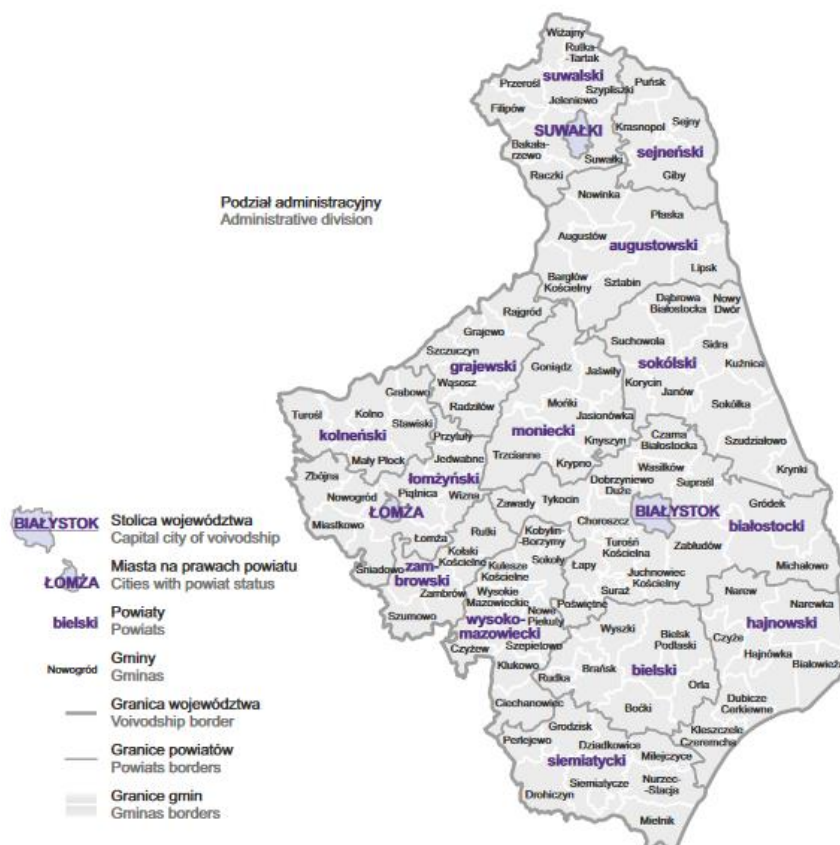 Wiżajny
Rutka-
Tartak
suwalski
Puńsk
Przerośl
Szypliszki
Jeleniewo
Filipów
SUWAŁKI
Krasnopol
Sejny
Bakała-
rzewo
sejneński
Suwałki
Raczki
Giby
Nowinka
Podział administracyjny
Administrative division
Płaska
Augustów
augustowski
Lipsk
Bargłów
Kościelny
Sztabin
Dąbrowa
Białostocka
Nowy
Dwór
Rajgród
Grajewo
Suchowola
Sidra
Szczuczyn
grajewski
Goniądz
sokólski
Kuźnica
Jaświły
Wąsosz
Korycin
Janów
Grabowo
Radziłów
Mońki
Sokółka
Turośl
Kolno
Stawiski
Jasionówka
kolneński
Przytuły
moniecki
Knyszyn
Czarna
Białostocka
Szudziałowo
Mały Płock
Jedwabne
Trzcianne
Krypno
Wasilków
Krynki
Zbójna
łomżyński
Dobrzyniewo
Duże
Supraśl
Nowogród
Piątnica
Wizna
Zawady
Tykocin
Gródek
ŁOMŻA
Choroszcz
BIAŁYSTOK
białostocki
Miastkowo
Rutki
Kobylin-
Borzymy
Łomża
Turośń
Kościelna
Zabłudów
Kołaki
Kościelne
Sokoły
Śniadowo
zam-
browski
Kulesze
Kościelne
Łapy
Juchnowiec
Kościelny
Michałowo
Zambrów
Wysokie
Mazowieckie
Suraż
Narew
Szumowo
Nowe
Piekuty
Poświętne
Narewka
wysoko-
mazowiecki
Wyszki
Bielsk
Podlaski
hajnowski
Czyże
Czyżew
Szepietowo
Hajnówka
Białowieża
Klukowo
Brańsk
bielski
Rudka
Orla
Ciechanowiec
Boćki
Dubicze
Cerkiewne
Grodzisk
Kleszczele
Perlejewo
Dziadkowice
Czeremcha
siemiatycki
Milejczyce
Siemiatycze
Nurzec-
-Stacja
Drohiczyn
Mielnik
BIAŁYSTOK
Stolica województwa
Capital city of voivodship
ŁOMŻA
Miasta na prawach powiatu
Cities with powiat status
bielski
Powiaty
Powiats
Nowogród
Gminy
Gminas
Granica województwa
Voivodship border
Granice powiatów
Powiats borders
Granice gmin
Gminas borders